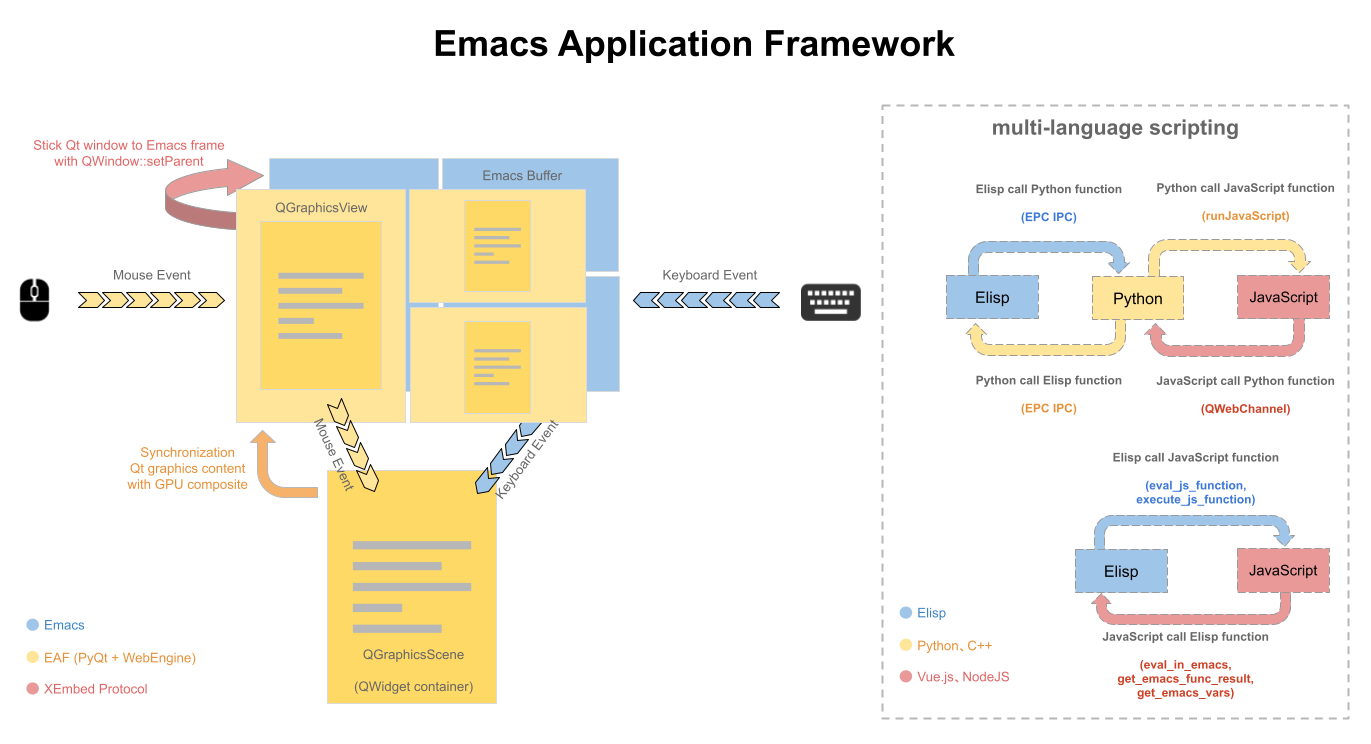 Emacs Application Framework
Stick Qt window to Emacs frame
with QWindow::setParent
Emacs Buffer
QGraphicsView
Mouse Event
Keyboard Event
Mouse Event
Keyboard Event
Synchronization
Qt graphics content
with GPU composite
QGraphicsScene
(QWidget container)
Emacs
EAF (PyQt + WebEngine)
XEmbed Protocol
multi-language scripting
Elisp call Python function
(EPC IPC)
Python call JavaScript function
(runJavaScript)
Elisp
Python
JavaScript
Python call Elisp function
(EPC IPC)
JavaScript call Python function
(QWebChannel)
Elisp call JavaScript function
(eval_js_function,
execute_js_function)
Elisp
JavaScript
JavaScript call Elisp function
(eval_in_emacs,
get_emacs_func_result,
get_emacs_vars)
Elisp
Python、C++
Vue.js、NodeJS